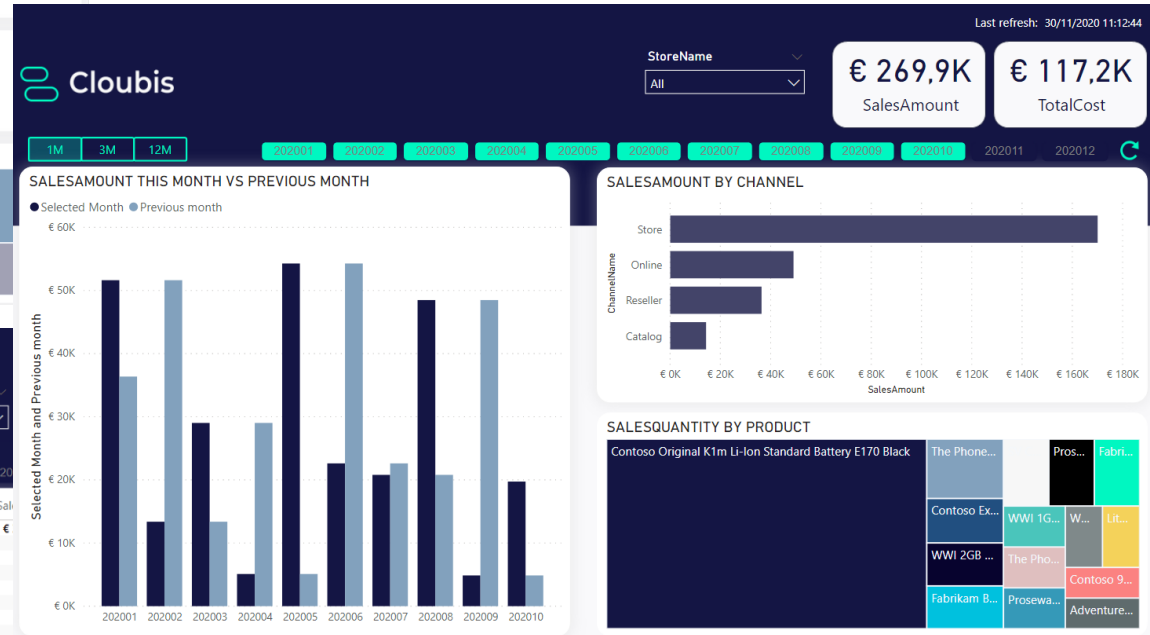 Last refresh: 30/11/2020 11:12:44
Cloubis
StoreName
All
€ 269,9K
SalesAmount
€ 117,2K
TotalCost
1M 3M 12M
202001 202002 202003 202004 202005 202006 202007 202008 202009 202010 202011 202012
SALESAMOUNT THIS MONTH VS PREVIOUS MONTH
Selected Month Previous month
Selected Month and Previous month
€ 60K
€ 50K
€ 40K
€ 30K
€ 20K
€ 10K
€ 0K
202001 202002 202003 202004 202005 202006 202007 202008 202009 202010
SALESAMOUNT BY CHANNEL
ChannelName
Store
Online
Reseller
Catalog
€ 0K € 20K € 40K € 60K € 80K € 100K € 120K € 140K € 160K € 180K
SalesAmount
SALESQUANTITY BY PRODUCT
Contoso Original K1m Li-Ion Standard Battery E170 Black
The Phone...
Contoso Ex...
WWI 2GB ...
Fabrikam B...
Pros...
Fabri...
WWI 1G...
W...
Lit...
The Pho...
Contoso 9...
Prosewa...
Adventure...
20
€